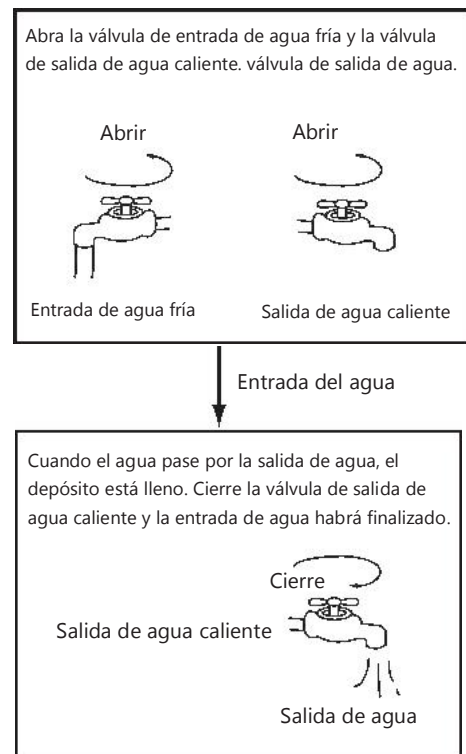 Abra la válvula de entrada de agua fría y la válvula
de salida de agua caliente. válvula de salida de agua.
Abrir
Abrir
Entrada de agua fría
Salida de agua caliente
Entrada del agua
Cuando el agua pase por la salida de agua, el
depósito está lleno. Cierre la válvula de salida de
agua caliente y la entrada de agua habrá finalizado.
Cierre
Salida de agua caliente
Salida de agua